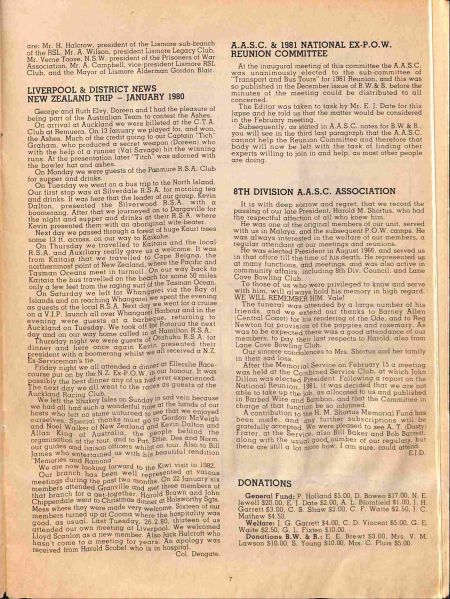 are: Mr. H. Halcrow, president of the Lismore sub-branch
of the RSL, Mr. A. Wilson, president Lismore Legacy Club,
Mr. Verne Toose, N.S.W. president of the Prisoners of War
Association, Mr. A. Campbell, vice-president Lismore RSL
Club, and the Mayor of Lismore Alderman Gordon Blair.
LIVERPOOL & DISTRICT NEWS
NEW ZEALAND TRIP — JANUARY 1980
George and Ruth Elvy, Doreen and I had the pleasure of
being part of the Australian Team to contest the Ashes.
On arrival at Auckland we were billeted at the C.T.A.
Club at Remuera. On 13 January we played for, and won,
the Ashes. Much of the credit going to our Captain "Tich"
Graham, who produced a secret weapon (Doreen) who
with the help of a runner (Val Savage) hit the winning
runs. At the presentation later "Titch" was adorned with
the bowler hat and ashes.
On Monday we were guests of the Panmure R.S.A. Club
for supper and drinks.
On Tuesday we went on a bus trip to the North Island.
Our first stop was at Silverdale R.S.A. for morning tea
and drinks. It was here that the leader of our group, Kevin
Dalton, presented the Silverwood R.S.A. with a
boomerang. After that we journeyed on to Dargaville for
the night and supper and drinks at their R.S.A. where
Kevin presented them with an aboriginal wife-beater.
Next day we passed through a forest of huge Kauri trees
some 13 ft. across, on our way to Kaikohe.
On Thursday we travelled to Kaitaia and the local
R.S.A. and Auxiliary really gave us a welcome. It was
from Kaitaia that we travelled to Cape Reinga, the
northernmost point of New Zealand, where the Pacific and
Tasman Oceans meet in turmoil. On our way back to
Kaitaia the bus travelled on the beach for some 50 miles
only a few feet from the raging surf of the Tasman Ocean.
On Saturday we left for Whangarei via the Bay of
Islands and on reaching Whangarei we spent the evening
as guests of the local R.S.A. Next day we went for a cruise
on a V.I.P. launch all over Whangarei Harbour and in the
evening were guests at a barbeque, returning to
Auckland on Tuesday. We took off for Rotorua the next
day and on our way home called in at Hamilton R.S.A.
Thursday night we were guests of Otahuhu R.S.A. for
dinner and here once again Kevin presented their
president with a boomerang whilst we all received a N.Z.
Ex-Serviceman's tie.
Friday night we all attended a dinner at Ellerslie Race-
course put on by the N.Z. Ex-P.O.W. in our honour. It was
possibly the best dinner any of us had ever experienced.
The next day we all went to the races as guests of the
Auckland Racing Club.
We left the Shakey Isles on Sunday in sad vein because
we had all had such a wonderful time at the hands of our
hosts who left no stone unturned to see that we enjoyed
ourselves. Special thanks must go to Gordon McVeigh
and Noel Walker of New Zealand and Kevin Dalton and
Allan King of Australia, the people behind the
organisation of the tour, and to Pat, Ellie, Des and Norm,
our guides and liaison officers whilst on tour. Also to Bill
James who entertained us with his beautiful rendition
"Memories and Ramona".
We are now looking forward to the Kiwi visit in 1982.
Our branch has been well represented at various
meetings during the past two months. On 22 January six
members attended Granville and met three members of
that branch for a get-together. Harold Brown and John
Chippendale went to Christmas dinner at Holsworthy Sgts.
Mess where they were made very welcome. Sixteen of our
members turned up at Cooma where the hospitality was
good, as usual. Last Tuesday, 26.2.80, thirteen of us
attended our own meeting at Liverpool. We welcomed
Lloyd Scanlon as a new member. Also Jack Halcroft who
hasn't come to a meeting for years. An apology was
received from Harold Scobel who is in hospital.
Col. Dengate.
A.A.S.C. & 1981 NATIONAL EX-P.O.W.
REUNION COMMITTEE
At the inaugural meeting of this committee the A.A.S.C.
was unanimously elected to the sub-committee of
"Transport and Bus Tours" for 1981 Reunion, and this was
so published in the December issue of B.W.& B. before the
minutes of the meeting could be distributed to all
concerned.
The Editor was taken to task by Mr. E. J. Date for this
lapse and he told us that the matter would be considered
in the February meeting.
Subsequently, as stated in A.A.S.C. notes for B.W. & B.,
you will see in the third last paragraph that the A.A.S.C.
cannot help the Reunion Committee and therefore that
body will now be left with the task of finding other
experts willing to join in and help, as most other people
are doing.
8TH DIVISION A.A.S.C. ASSOCIATION
It is with deep sorrow and regret, that we record the
passing of our late President, Harold M. Shortus, who had
the respectful affection of all who knew him.
He was one of the original members of our unit, served
with us in Malaya, and the subsequent P.O.W. camps. He
was always interested in the welfare of our members, a
regular attendant at our meetings and reunions.
He was elected President in August 1966, and served us
in that office till the time of his death. He represented us
at many functions, and meetings, and was also active in
community affairs, including 8th Div. Council, and Lane
Cove Bowling Club.
To those of us who were privileged to know and serve
with him, will always hold his memory in high regard.
WE WILL REMEMBER HIM. Vale!
The funeral was attended by a large number of his
friends, and we extend our thanks to Barney Allen
(Central Coast) for his rendering of the Ode, and to Reg
Newton for provision of the poppies and rosemary. As
was to be expected there was a good attendance of our
members, to pay their last respects to Harold, also from
Lane Cove Bowling Club.
Our sincere condolences to Mrs. Shortus and her family
in their sad loss.
After the Memorial Service on February 15 a meeting
was held at the Combined Service Club, at which John
Dillon was elected President. Following a report on the
National Reunion, 1981, it was decided that we are not
able to take up the job, as allocated to us and published
in Barbed Wire and Bamboo, and that the Committee in
charge of that function be so informed.
A contribution to the H. M. Shortus Memorial Fund has
been made, and any further subscriptions will be
gratefully accepted. We were pleased to see A. T. (Dusty)
Feater, at the Service, also Bill Baker and Bob Barrett,
along with the usual good number of our regulars, but
there are still a lot more how, I am sure, could attend.
E.J.D.
DONATIONS
General Fund: P. Holland $5.00, D. Bowee $17.00, N. E.
Jewell $20.00, E. J. Date $2.00, A. L. Blomfield $1.00, J. H.
Garrett $3.00, C. S. Shaw $2.00, C. F. Waite $2.50, J. C.
Mathew $4.50.
Welfare: J. G. Garrett $4.00, C. D. Vincent $5.00, G. E.
Waite $2.50, G. L. Fixten $10.00.
Donations B.W. & B.: E. E. Brewt $3.00, Mrs. V. M.
Lawson $10.00, S. Young $10.00, Mrs. C. Pluis $5.00.
7